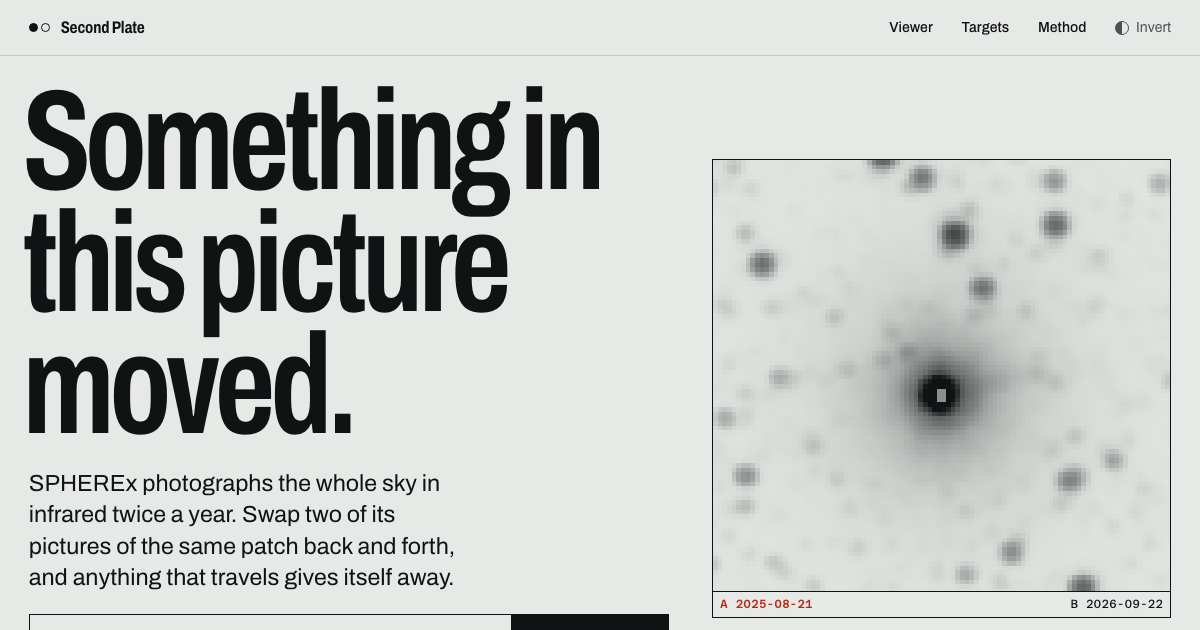 Second Plate
Viewer
Targets
Method
Invert
Something in
this picture
moved.
SPHEREx photographs the whole sky in
infrared twice a year. Swap two of its
pictures of the same patch back and forth,
and anything that travels gives itself away.
A 2025-08-21
B 2026-09-22